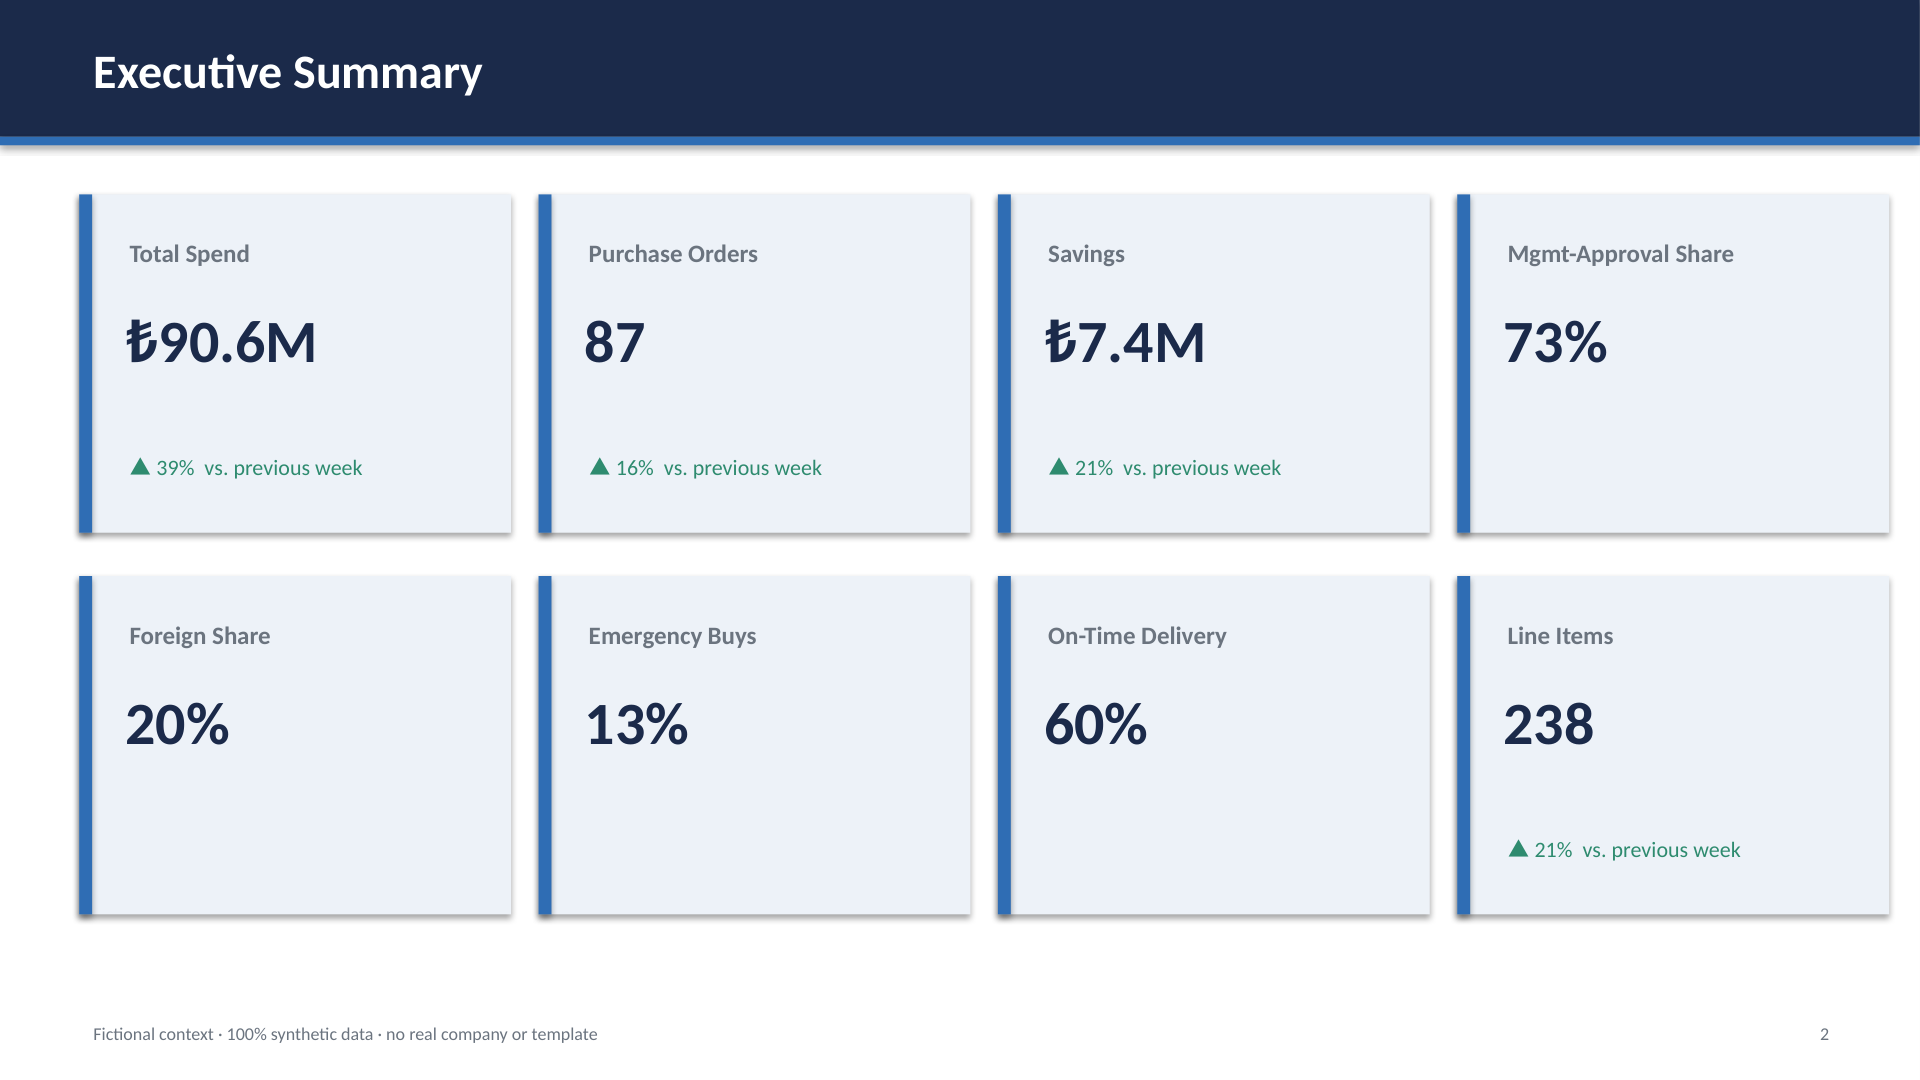 Executive Summary
Total Spend
₺90.6M
▲ 39% vs. previous week
Purchase Orders
87
▲ 16% vs. previous week
Savings
₺7.4M
▲ 21% vs. previous week
Mgmt-Approval Share
73%
Foreign Share
20%
Emergency Buys
13%
On-Time Delivery
60%
Line Items
238
▲ 21% vs. previous week
Fictional context · 100% synthetic data · no real company or template
2